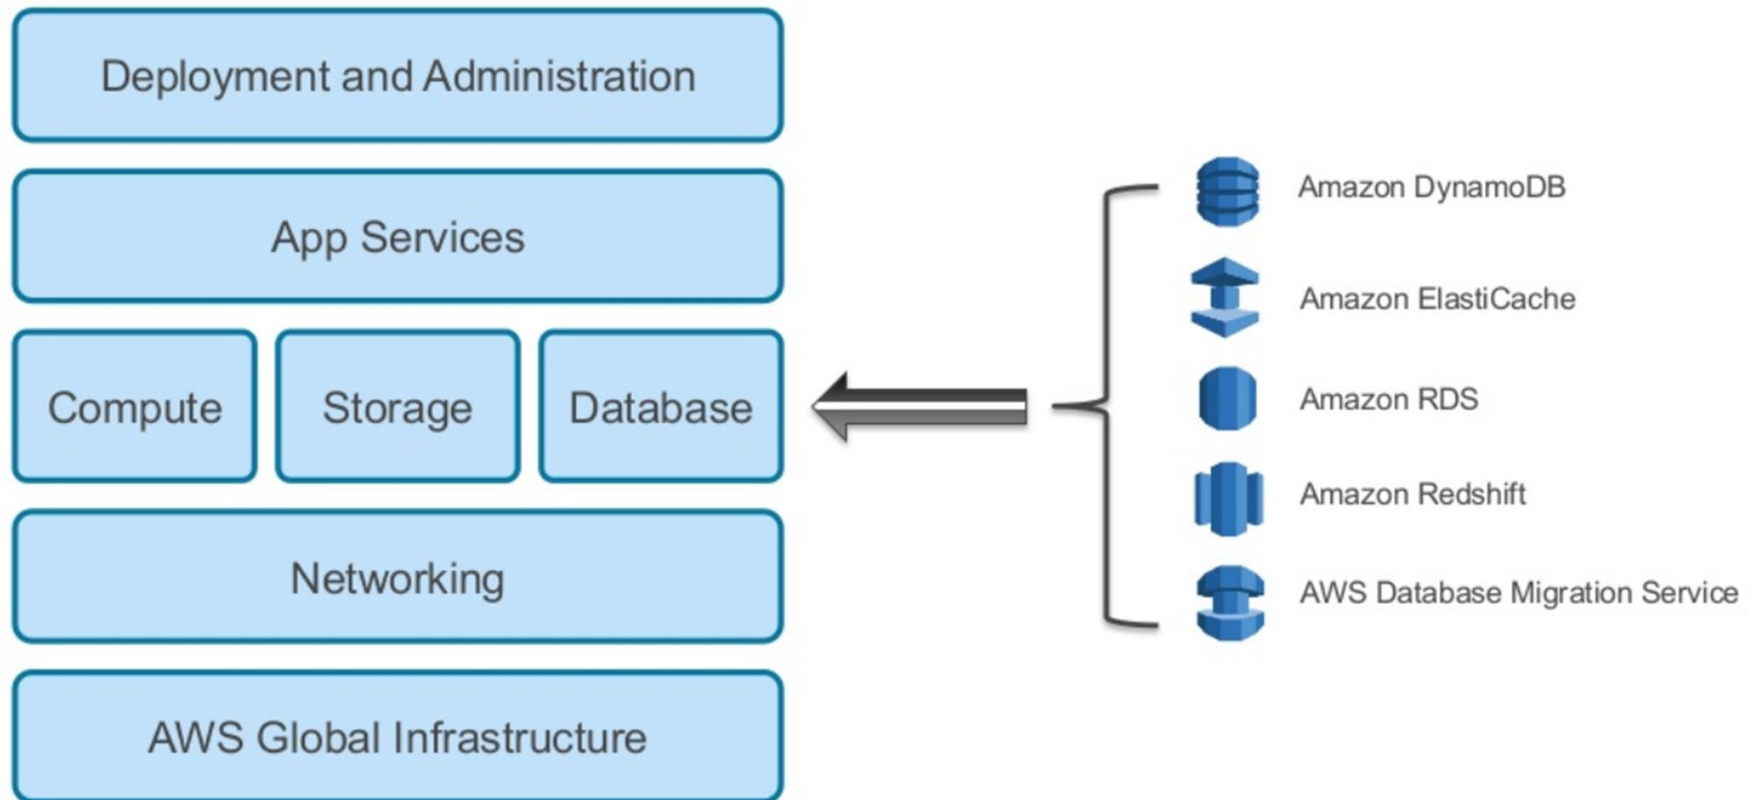 Deployment and Administration
App Services
Compute
Storage
Database
Networking
AWS Global Infrastructure
Amazon DynamoDB
Amazon ElastiCache
Amazon RDS
Amazon Redshift
AWS Database Migration Service